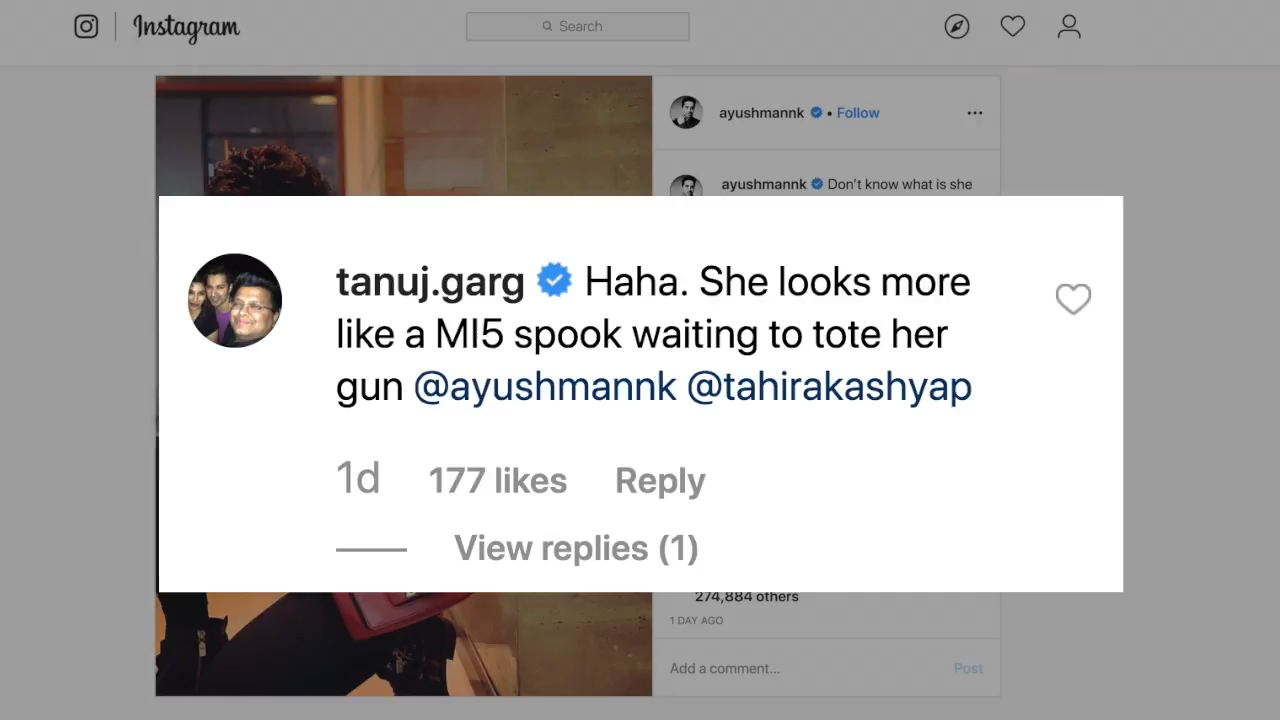 Instagram
Search
ayushmannk • Follow
ayushmannk Don't know what is she
tanuj.garg Haha. She looks more
like a MI5 spook waiting to tote her
gun @ayushmannk @tahirakashyap
1d 177 likes Reply
View replies (1)
274,884 others
1 DAY AGO
Add a comment... Post